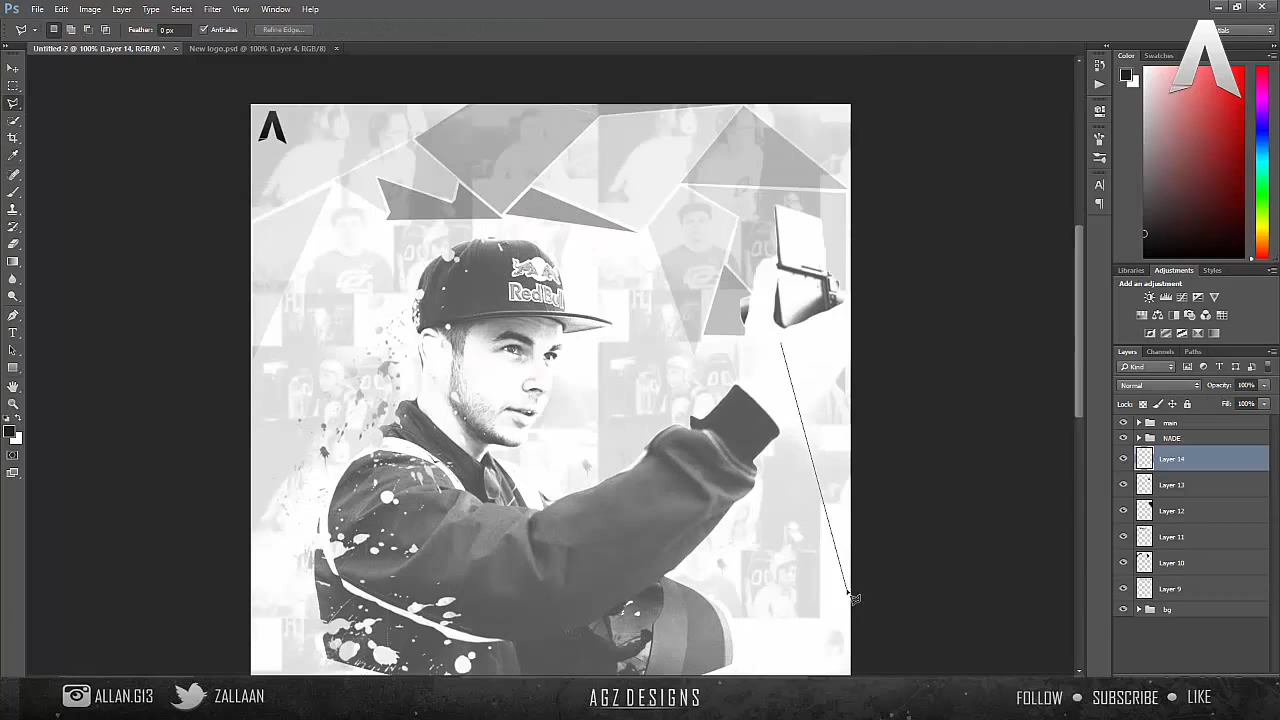 Ps File Edit Image Layer Type Select Filter View Window Help
Feather: 0 px Anti-alias Refine Edge...
Untitled-2 @ 100% (Layer 14, RGB/8) * × New logo.psd @ 100% (Layer 4, RGB/8) ×
Color Swatches
Red Bull
Libraries Adjustments Styles
Add an adjustment
Layers Channels Paths
Kind
Normal Opacity: 100%
Lock: Fill: 100%
main
NADE
Layer 14
Layer 13
Layer 12
Layer 11
Layer 10
Layer 9
bg
ALLAN.G13 ZALLAAN AGZ DESIGNS FOLLOW SUBSCRIBE LIKE